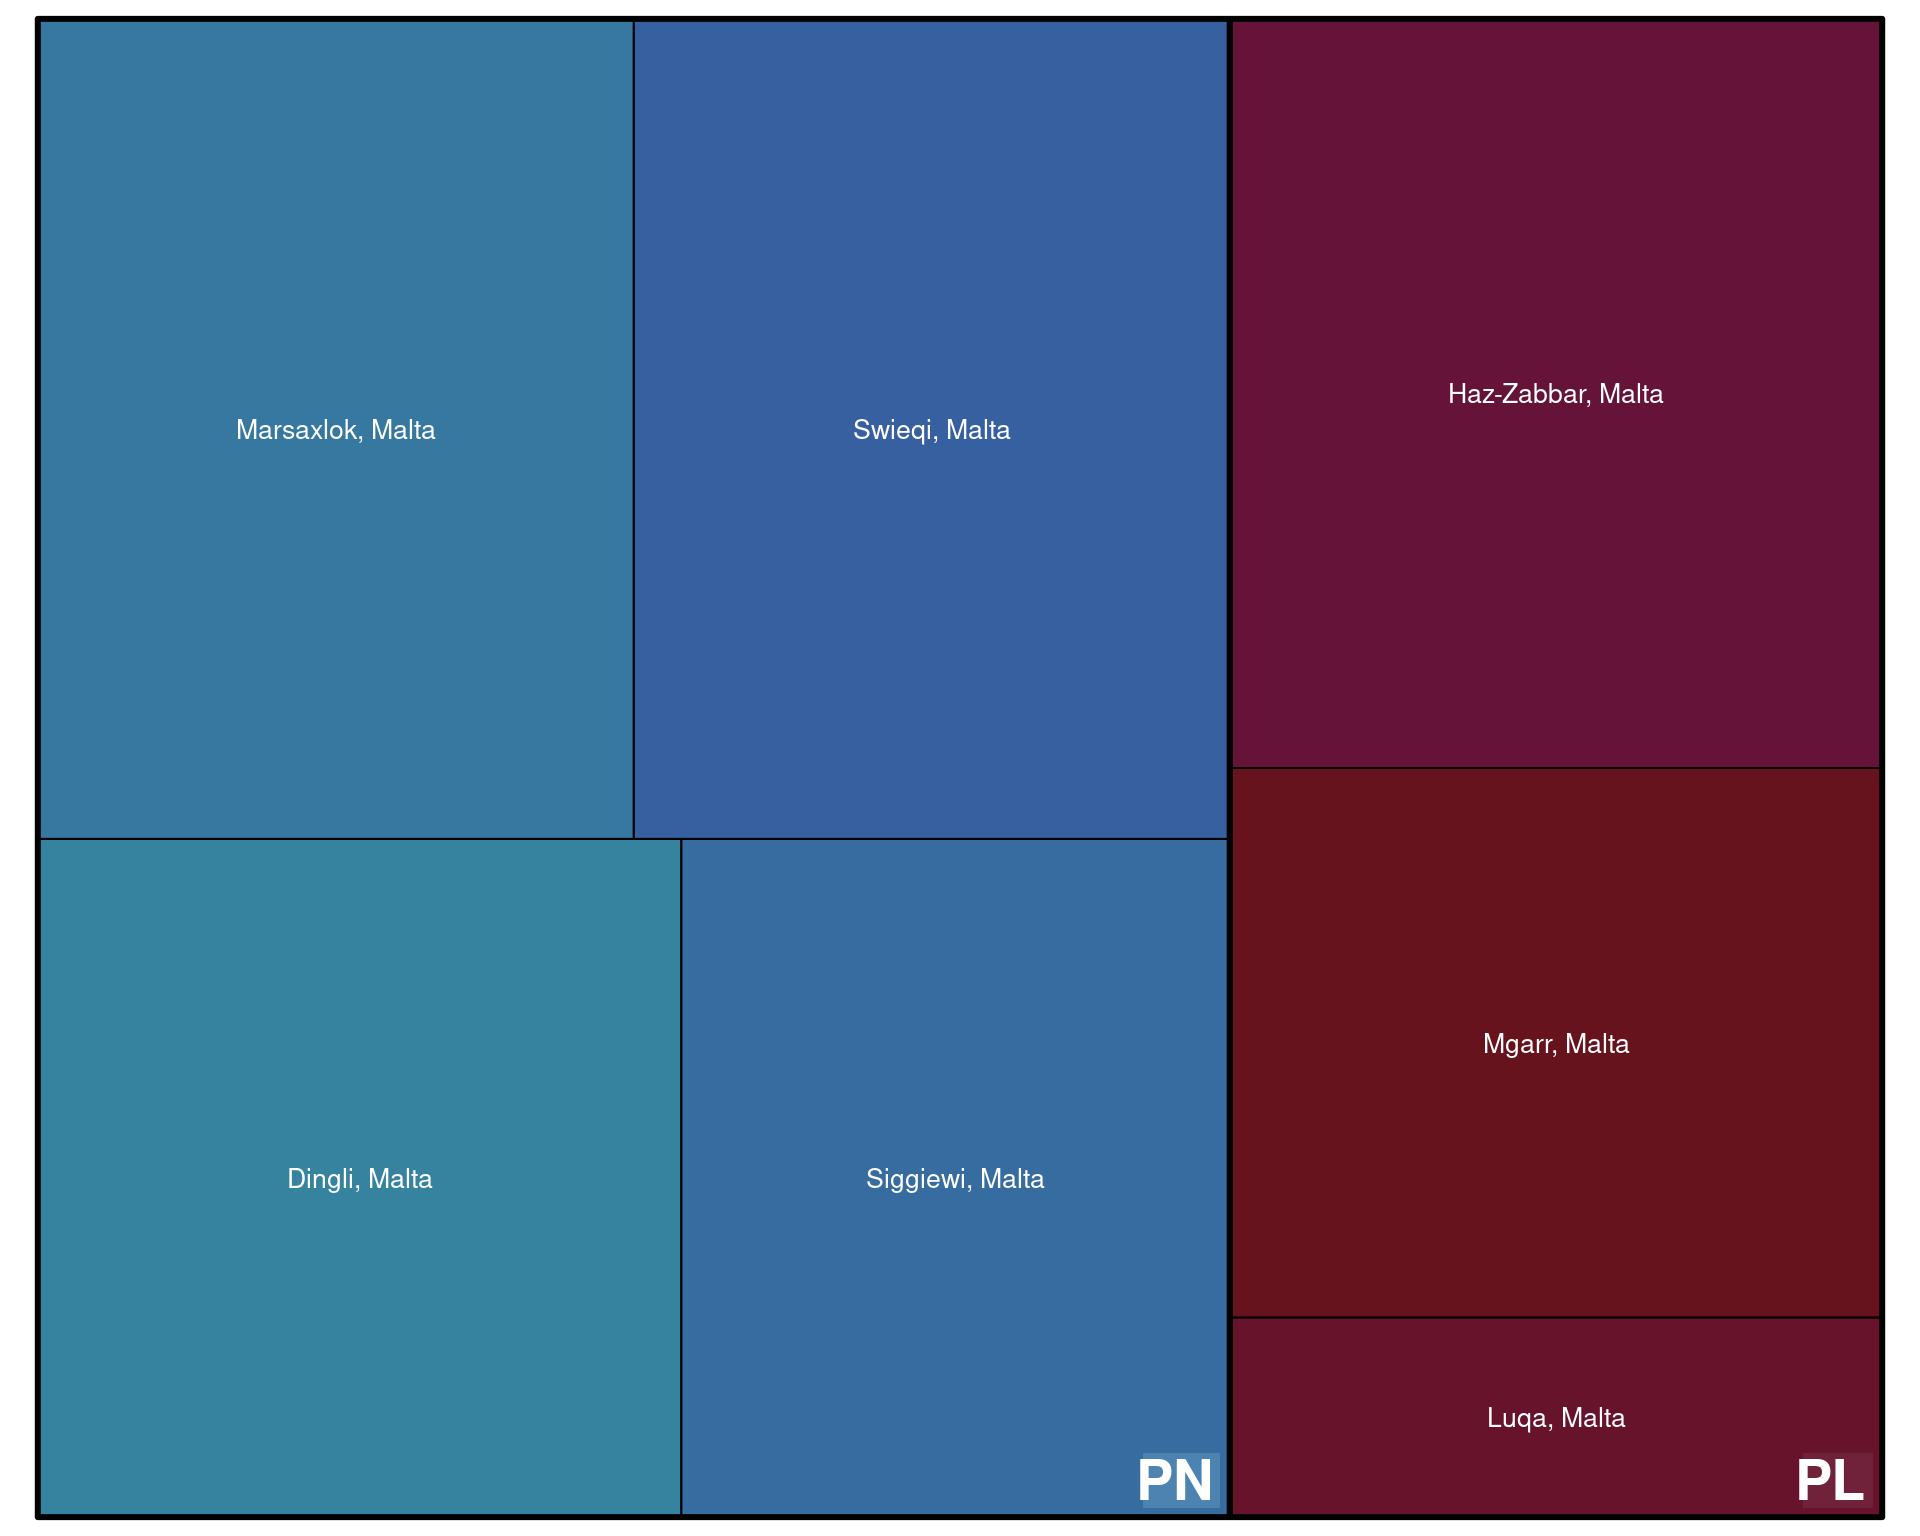 Marsaxlok, Malta
Swieqi, Malta
Haz-Zabbar, Malta
Dingli, Malta
Siggiewi, Malta
Mgarr, Malta
Luqa, Malta
PN
PL